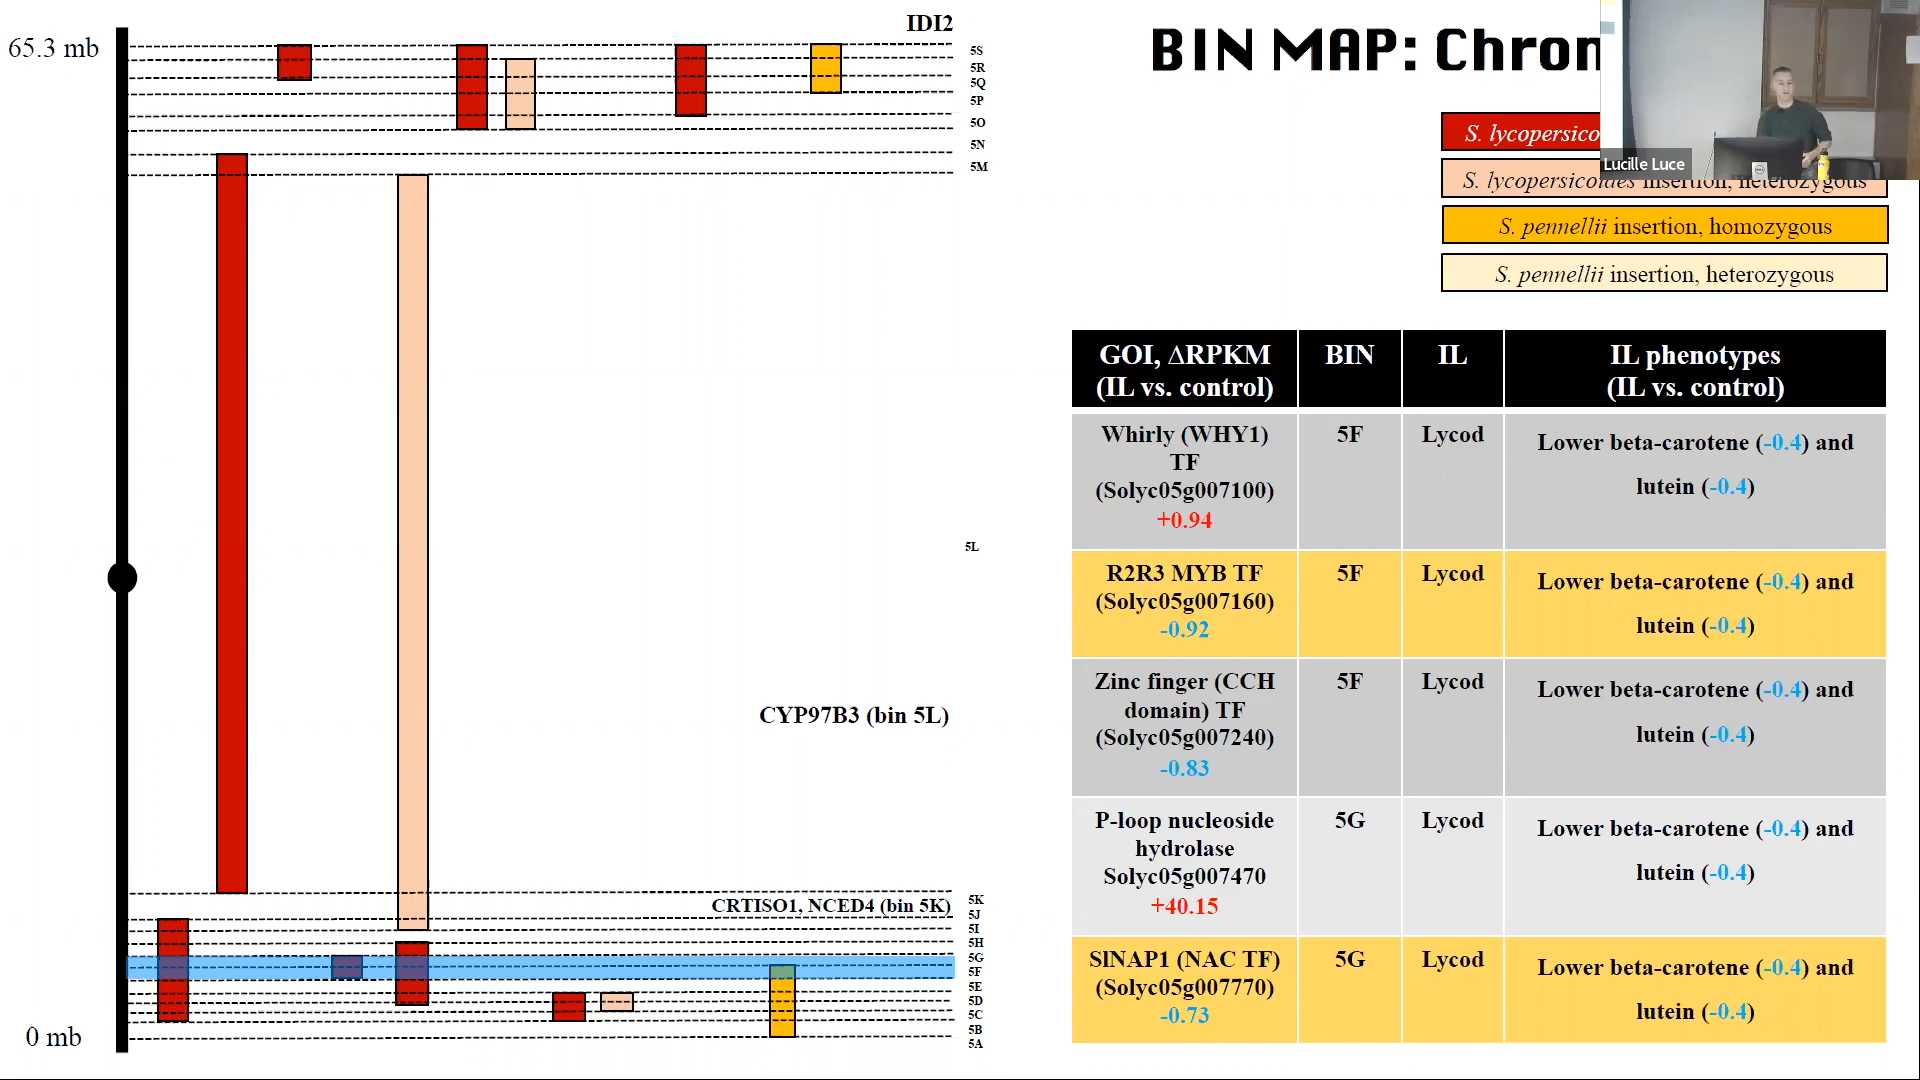 IDI2
65.3 mb
5S
5R
5Q
5P
5O
5N
5M
5L
CYP97B3 (bin 5L)
CRTISO1, NCED4 (bin 5K)
5K
5J
5I
5H
5G
5F
5E
5D
5C
5B
5A
0 mb
BIN MAP: Chrom
S. lycopersico
Lucille Luce
S. lycopersicoides insertion, heterozygous
S. pennellii insertion, homozygous
S. pennellii insertion, heterozygous
GOI, ΔRPKM (IL vs. control) BIN IL IL phenotypes (IL vs. control)
Whirly (WHY1) TF (Solyc05g007100) +0.94 5F Lycod Lower beta-carotene (-0.4) and lutein (-0.4)
R2R3 MYB TF (Solyc05g007160) -0.92 5F Lycod Lower beta-carotene (-0.4) and lutein (-0.4)
Zinc finger (CCH domain) TF (Solyc05g007240) -0.83 5F Lycod Lower beta-carotene (-0.4) and lutein (-0.4)
P-loop nucleoside hydrolase Solyc05g007470 +40.15 5G Lycod Lower beta-carotene (-0.4) and lutein (-0.4)
SlNAP1 (NAC TF) (Solyc05g007770) -0.73 5G Lycod Lower beta-carotene (-0.4) and lutein (-0.4)